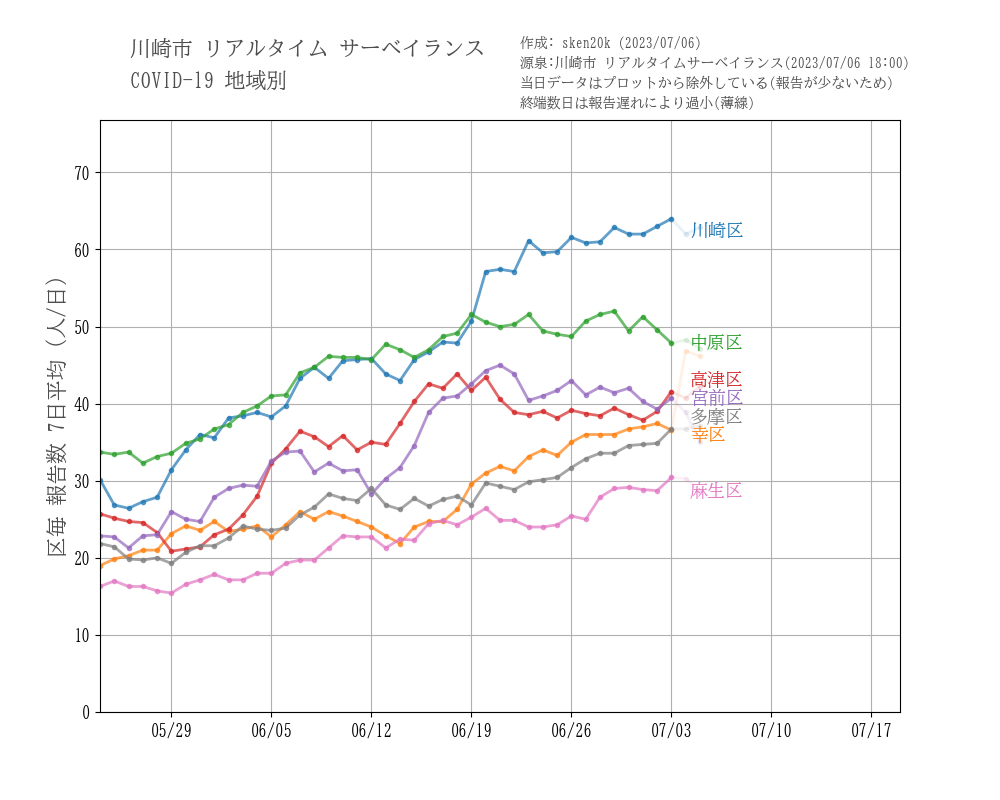 川崎市 リアルタイム サーベイランス
COVID-19 地域別
作成: sken20k (2023/07/06)
源泉:川崎市 リアルタイムサーベイランス(2023/07/06 18:00)
当日データはプロットから除外している(報告が少ないため)
終端数日は報告遅れにより過小(薄線)
区毎 報告数 7日平均 (人/日)
70
60
50
40
30
20
10
0
川崎区
中原区
高津区
宮前区
多摩区
幸区
麻生区
05/29 06/05 06/12 06/19 06/26 07/03 07/10 07/17